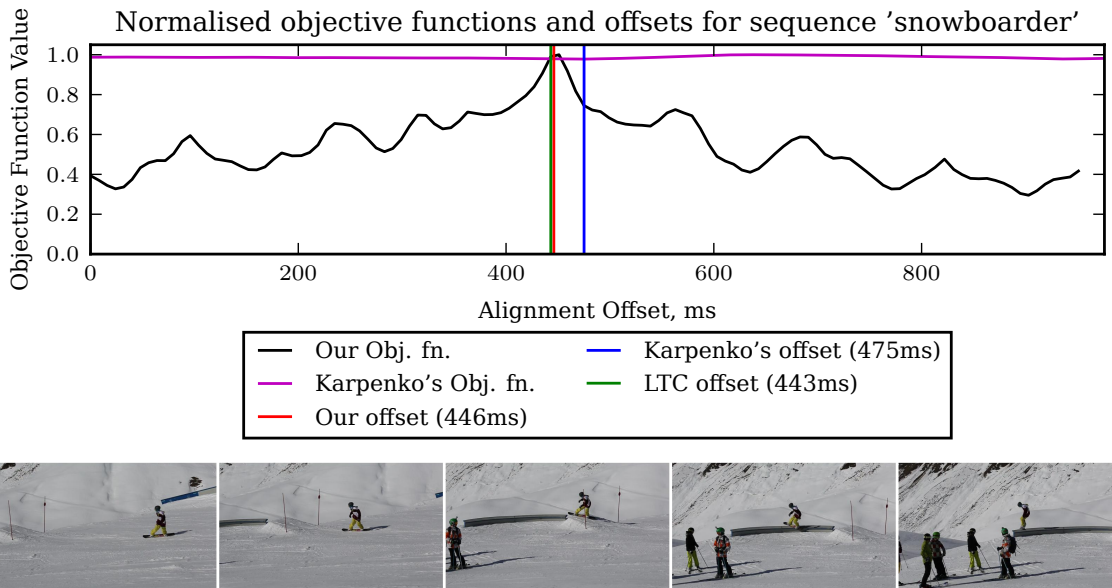 Normalised objective functions and offsets for sequence ’snowboarder’
Objective Function Value
1.0
0.8
0.6
0.4
0.2
0.0
0 200 400 600 800
Alignment Offset, ms
Our Obj. fn.
Karpenko’s Obj. fn.
Our offset (446ms)
Karpenko’s offset (475ms)
LTC offset (443ms)